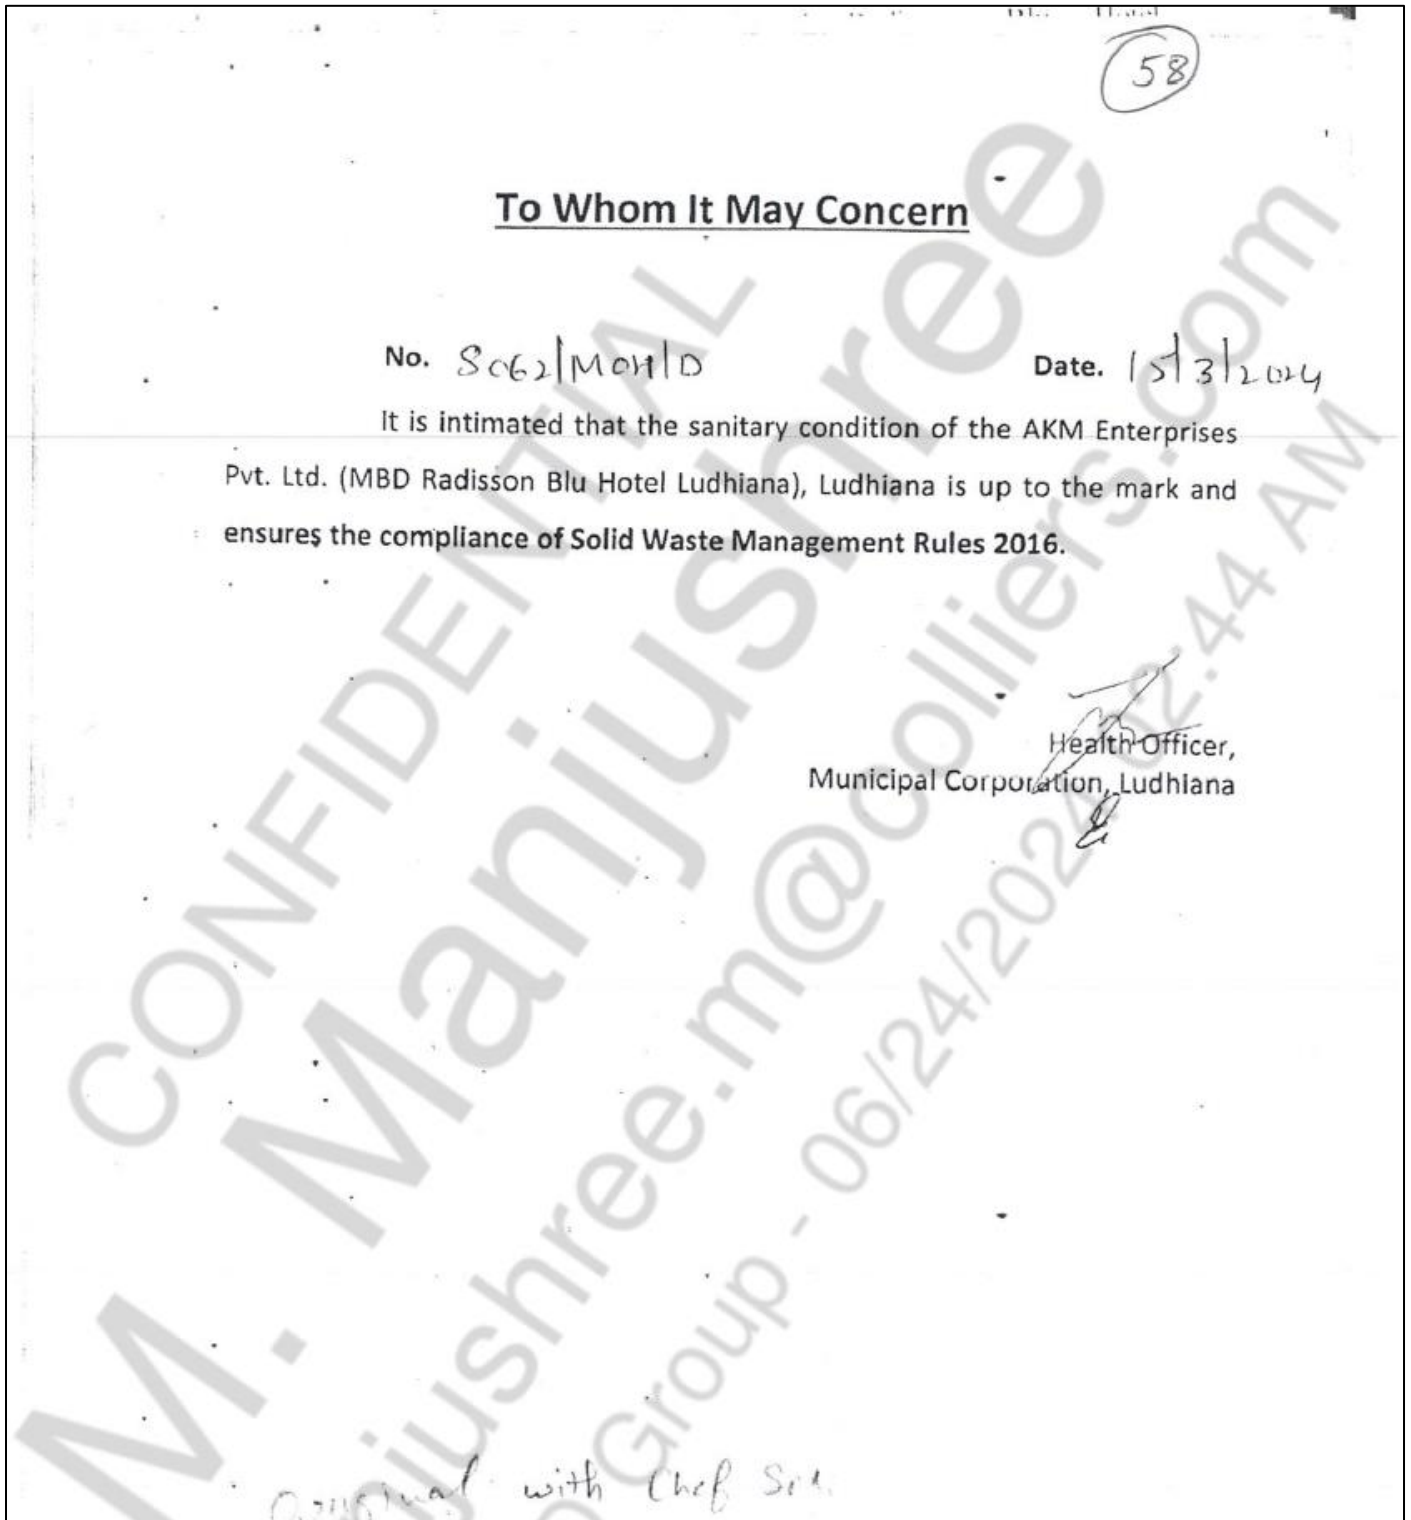 58
To Whom It May Concern
No. 8062/MOH/D Date. 15/3/2024
It is intimated that the sanitary condition of the AKM Enterprises
Pvt. Ltd. (MBD Radisson Blu Hotel Ludhiana), Ludhiana is up to the mark and
ensures the compliance of Solid Waste Management Rules 2016.
Health Officer,
Municipal Corporation, Ludhiana
Original with Chef
CONFIDENTIAL
M. Manjushree
njushree.m@colliers.com
Group - 06/24/2024 02:44 AM